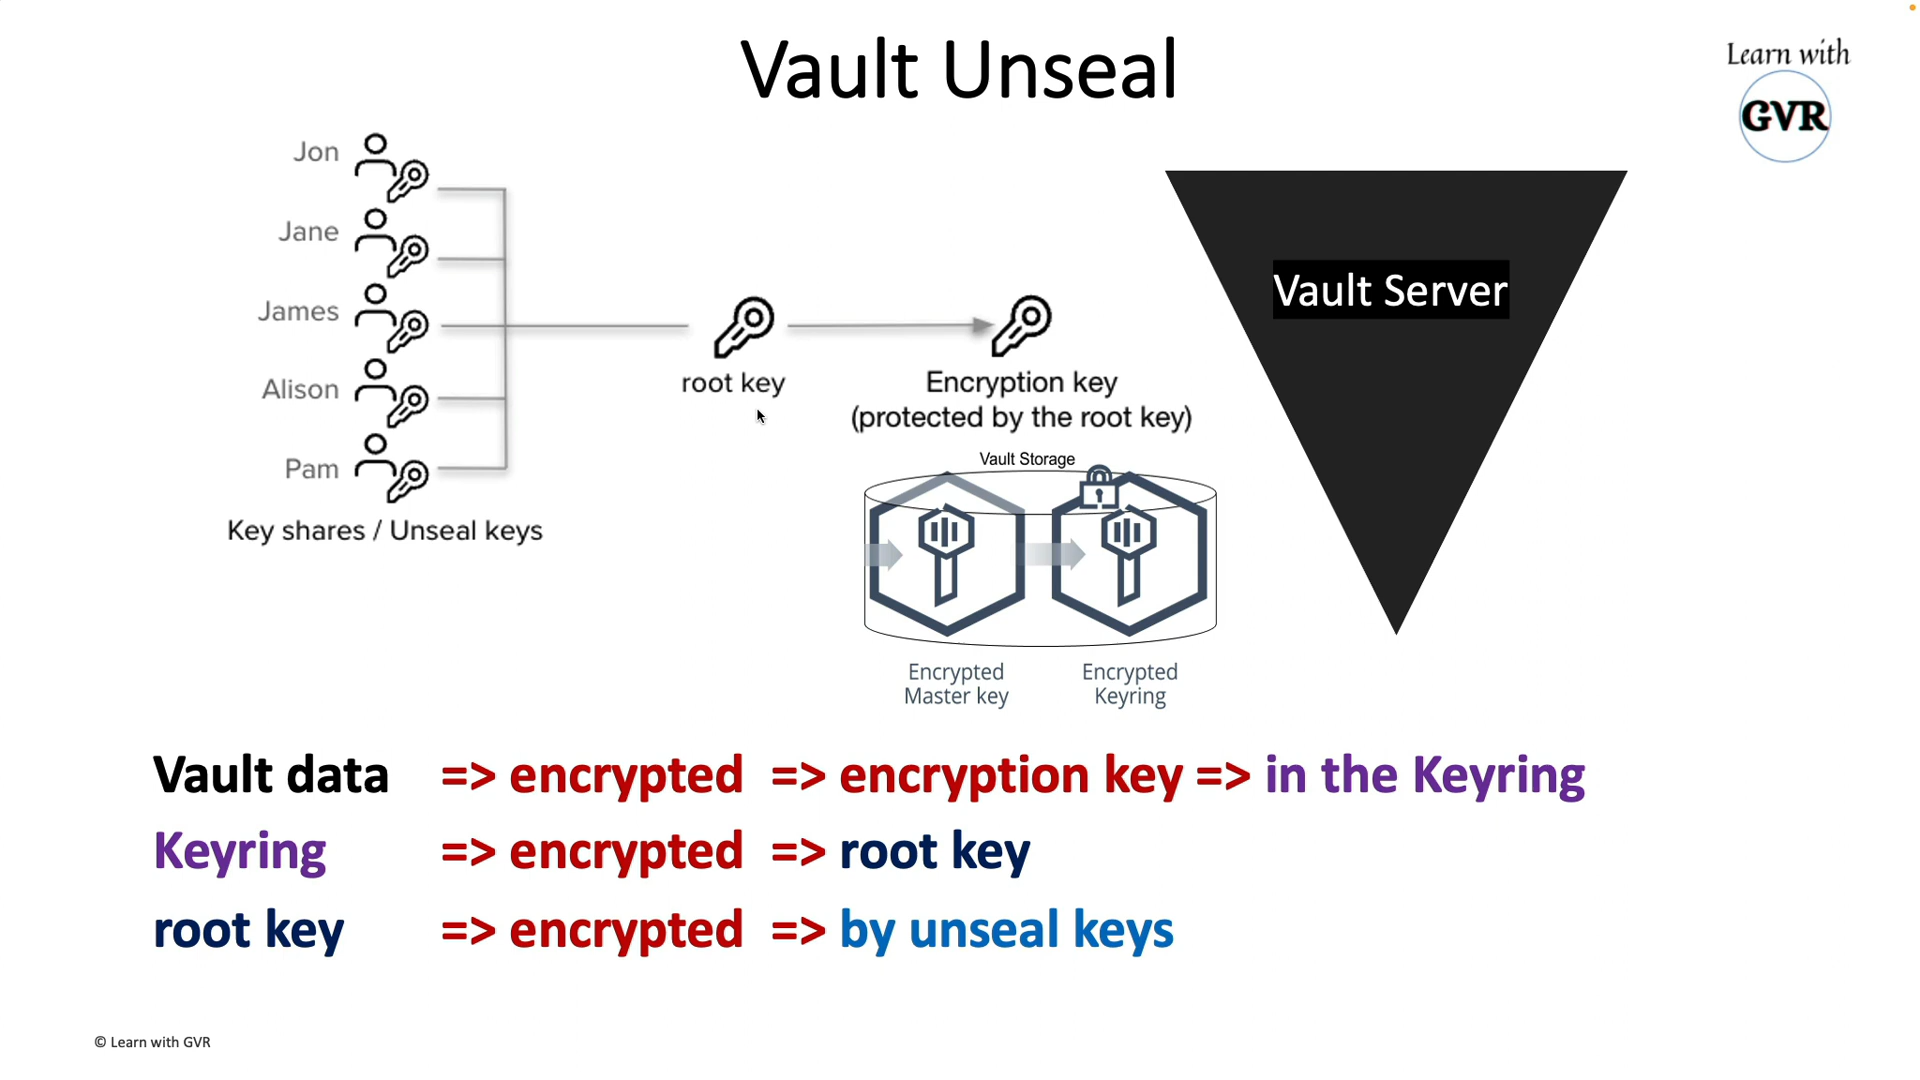 Vault Unseal
Learn with
GVR
Jon
Jane
James
Alison
Pam
Key shares / Unseal keys
root key
Encryption key
(protected by the root key)
Vault Server
Vault Storage
Encrypted
Master key
Encrypted
Keyring
Vault data => encrypted => encryption key => in the Keyring
Keyring => encrypted => root key
root key => encrypted => by unseal keys
© Learn with GVR